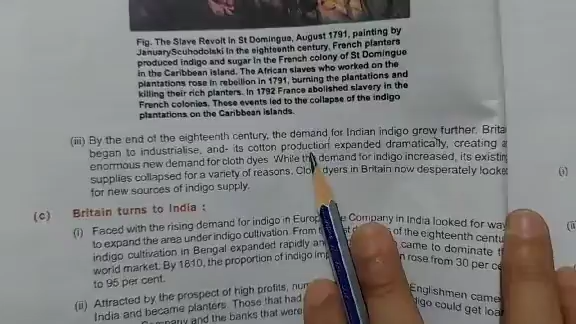 Fig. The Slave Revolt in St Domingue, August 1791, painting by
JanuaryScuhodolski In the eighteenth century, French planters
produced indigo and sugar in the French colony of St Domingue
in the Caribbean island. The African slaves who worked on the
plantations rose in rebellion in 1791, burning the plantations and
killing their rich planters. In 1792 France abolished slavery in the
French colonies. These events led to the collapse of the indigo
plantations on the Caribbean islands.
(iii) By the end of the eighteenth century, the demand for Indian indigo grow further. Brita
began to industrialise, and- its cotton production expanded dramatically, creating a
enormous new demand for cloth dyes While the demand for indigo increased, its existin
supplies collapsed for a variety of reasons. dyers in Britain now desperately looke
for new sources of indigo supply.
(i)
(c) Britain turns to India :
(i) Faced with the rising demand for indigo in Company in India looked for way
to expand the area under indigo cultivation. From of the eighteenth centu
indigo cultivation in Bengal expanded rapidly an came to dominate
world market. By 1810, the proportion of indigo imp rose from 30 per ce
to 95 per cent.
(ii) Attracted by the prospect of high profits, Englishmen came
India and became planters. Those that had could get loa
and the banks that were